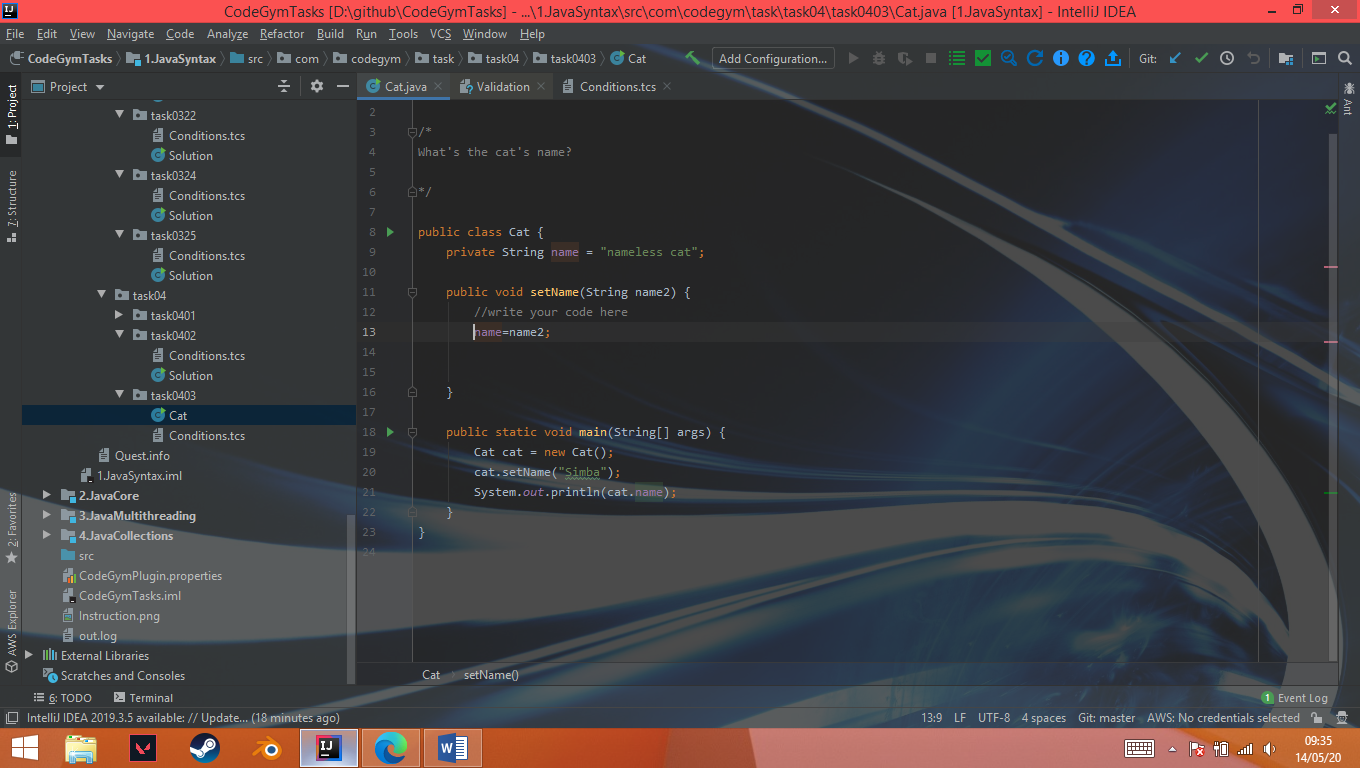 CodeGymTasks [D:\github\CodeGymTasks] - ...\1.JavaSyntax\src\com\codegym\task\task04\task0403\Cat.java [1.JavaSyntax] - IntelliJ IDEA
File Edit View Navigate Code Analyze Refactor Build Run Tools VCS Window Help
CodeGymTasks 1.JavaSyntax src com codegym task task04 task0403 Cat Add Configuration... Git:
1: Project
7: Structure
2: Favorites
AWS Explorer
Project
task0322
Conditions.tcs
Solution
task0324
Conditions.tcs
Solution
task0325
Conditions.tcs
Solution
task04
task0401
task0402
Conditions.tcs
Solution
task0403
Cat
Conditions.tcs
Quest.info
1.JavaSyntax.iml
2.JavaCore
3.JavaMultithreading
4.JavaCollections
src
CodeGymPlugin.properties
CodeGymTasks.iml
Instruction.png
out.log
External Libraries
Scratches and Consoles
Cat.java Validation Conditions.tcs
2
3 /*
4 What's the cat's name?
5
6 */
7
8 public class Cat {
9 private String name = "nameless cat";
10
11 public void setName(String name2) {
12 //write your code here
13 name=name2;
14
15
16 }
17
18 public static void main(String[] args) {
19 Cat cat = new Cat();
20 cat.setName("Simba");
21 System.out.println(cat.name);
22 }
23 }
24
Ant
Cat setName()
6: TODO Terminal 1 Event Log
IntelliJ IDEA 2019.3.5 available: // Update... (18 minutes ago) 13:9 LF UTF-8 4 spaces Git: master AWS: No credentials selected
09:35
14/05/20